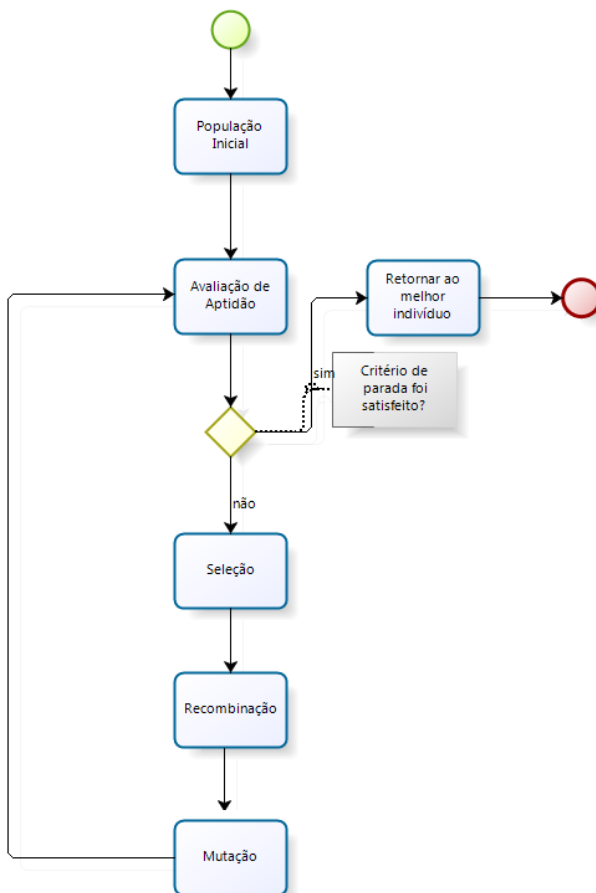 População
Inicial
Avaliação de
Aptidão
Retornar ao
melhor
indivíduo
sim
Critério de
parada foi
satisfeito?
não
Seleção
Recombinação
Mutação